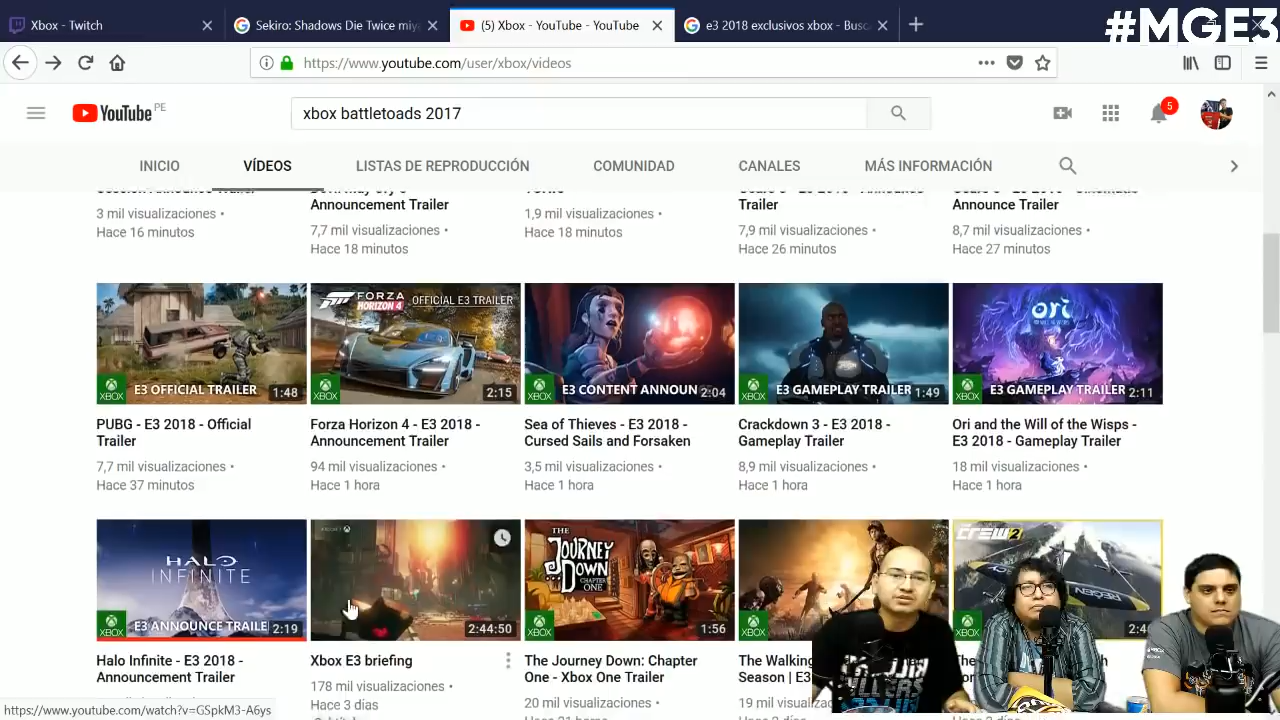 Xbox - Twitch
Sekiro: Shadows Die Twice
(5) Xbox - YouTube - YouTube
e3 2018 exclusivos xbox - Bus
#MGE3
https://www.youtube.com/user/xbox/videos
YouTube PE
xbox battletoads 2017
5
INICIO
VÍDEOS
LISTAS DE REPRODUCCIÓN
COMUNIDAD
CANALES
MÁS INFORMACIÓN
Announcement Trailer
Trailer
Announce Trailer
3 mil visualizaciones •
7,7 mil visualizaciones •
1,9 mil visualizaciones •
7,9 mil visualizaciones •
8,7 mil visualizaciones •
Hace 16 minutos
Hace 18 minutos
Hace 18 minutos
Hace 26 minutos
Hace 27 minutos
FORZA HORIZON 4
OFFICIAL E3 TRAILER
ori
XBOX
E3 OFFICIAL TRAILER
1:48
XBOX
2:15
XBOX
E3 CONTENT ANNOUN
2:04
XBOX
E3 GAMEPLAY TRAILER
1:49
XBOX
E3 GAMEPLAY TRAILER
2:11
PUBG - E3 2018 - Official
Trailer
7,7 mil visualizaciones •
Hace 37 minutos
Forza Horizon 4 - E3 2018 -
Announcement Trailer
94 mil visualizaciones •
Hace 1 hora
Sea of Thieves - E3 2018 -
Cursed Sails and Forsaken
3,5 mil visualizaciones •
Hace 1 hora
Crackdown 3 - E3 2018 -
Gameplay Trailer
8,9 mil visualizaciones •
Hace 1 hora
Ori and the Will of the Wisps -
E3 2018 - Gameplay Trailer
18 mil visualizaciones •
Hace 1 hora
HALO
INFINITE
XBOX
E3 ANNOUNCE TRAILE
2:19
2:44:50
THE
JOURNEY
DOWN
CHAPTER
ONE
XBOX
1:56
XBOX
CREW 2
Halo Infinite - E3 2018 -
Announcement Trailer
Xbox E3 briefing
178 mil visualizaciones •
Hace 3 días
The Journey Down: Chapter
One - Xbox One Trailer
20 mil visualizaciones •
The Walking
Season | E3
19 mil visualiza